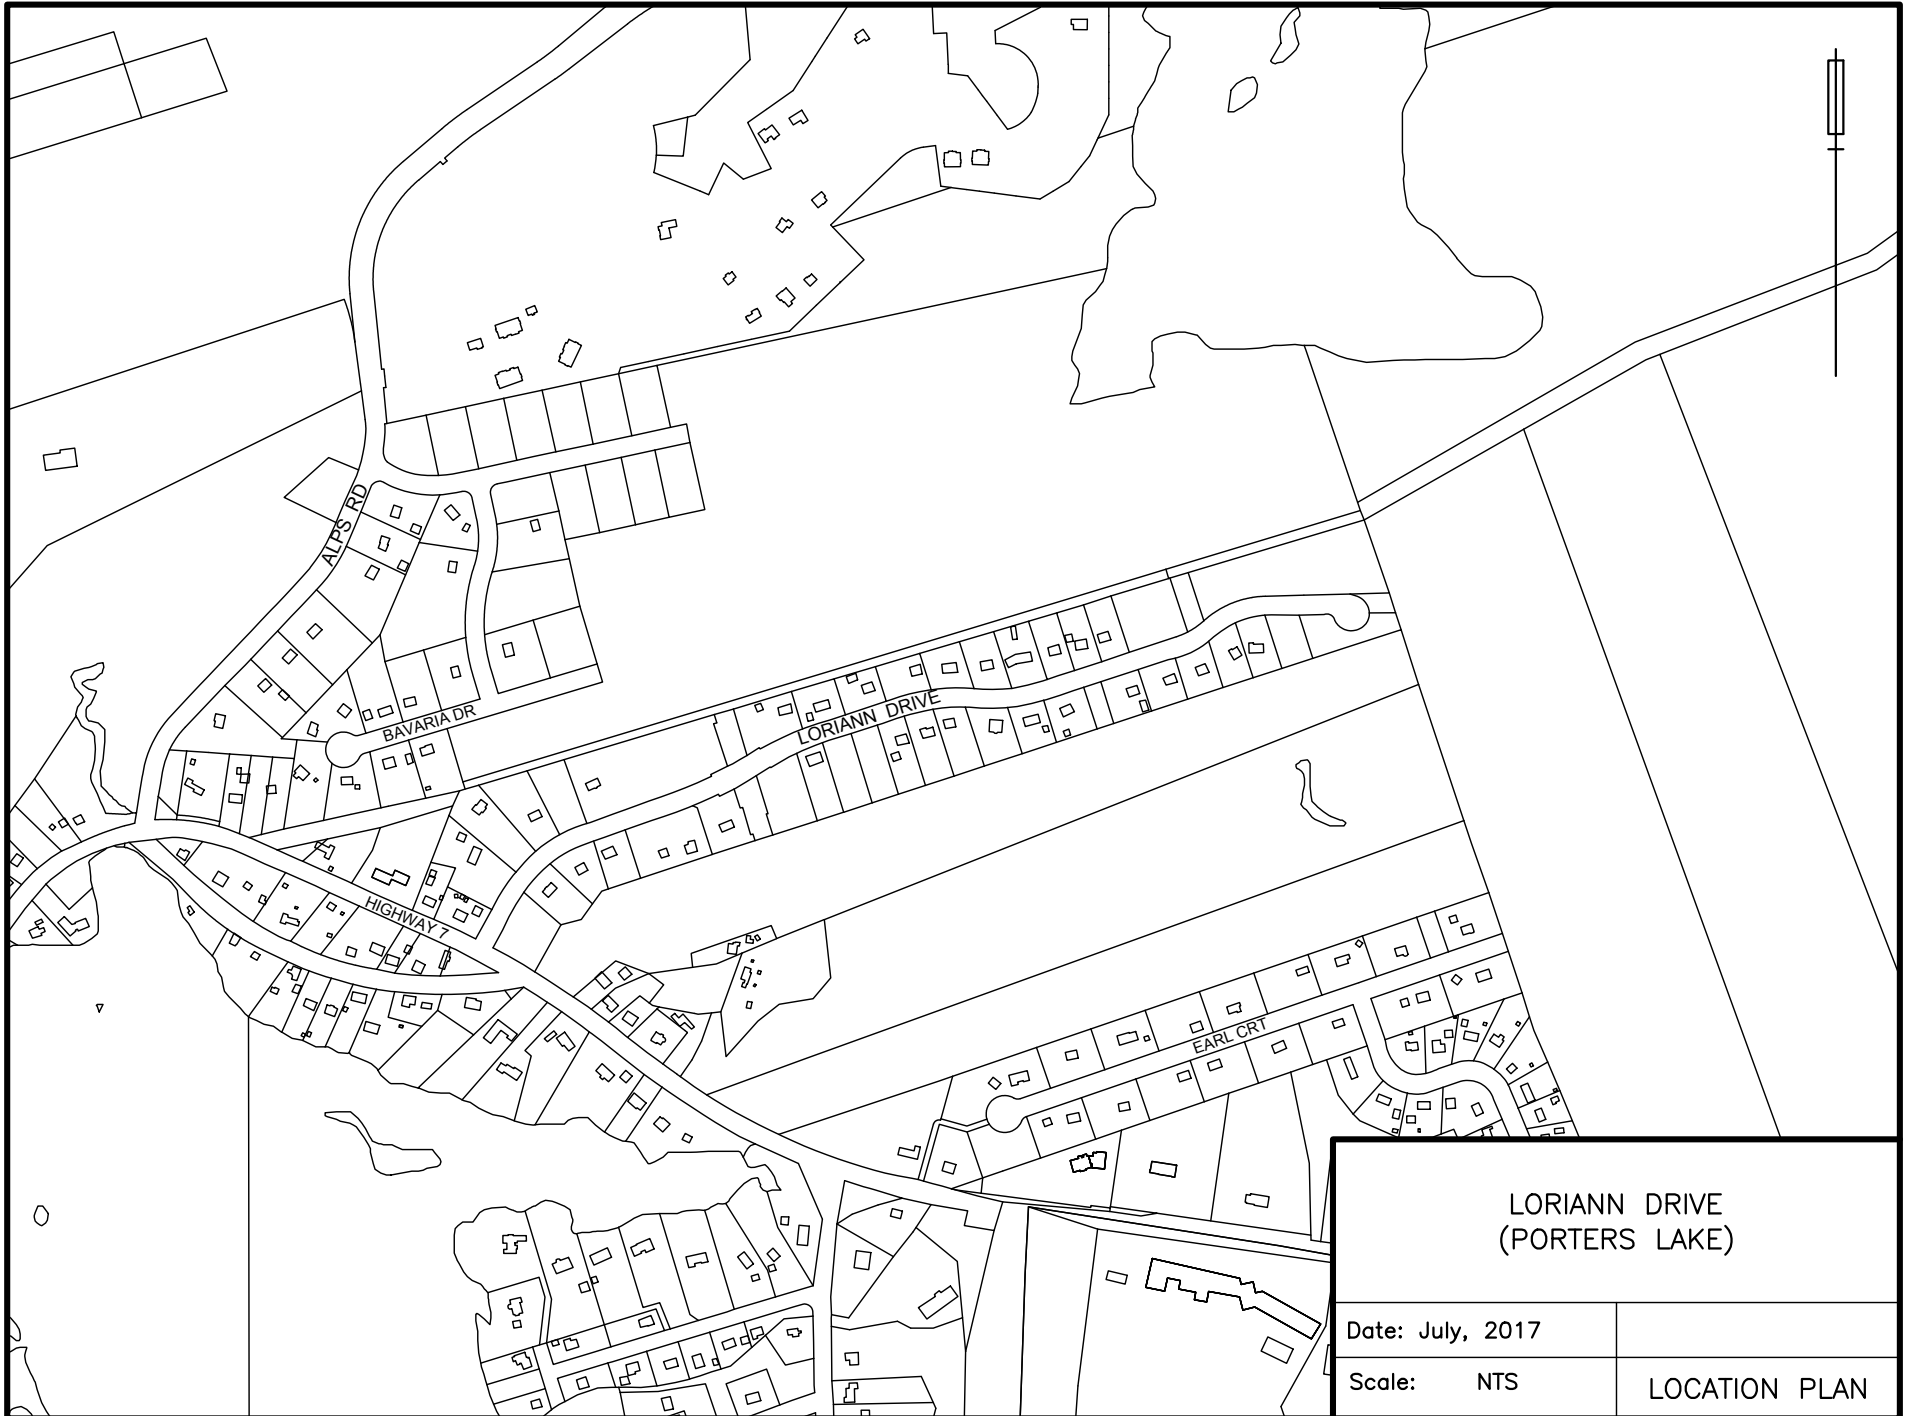 ALPS RD
BAVARIA DR
LORIANN DRIVE
HIGHWAY 7
EARL CRT
LORIANN DRIVE
(PORTERS LAKE)
Date: July, 2017
Scale: NTS
LOCATION PLAN